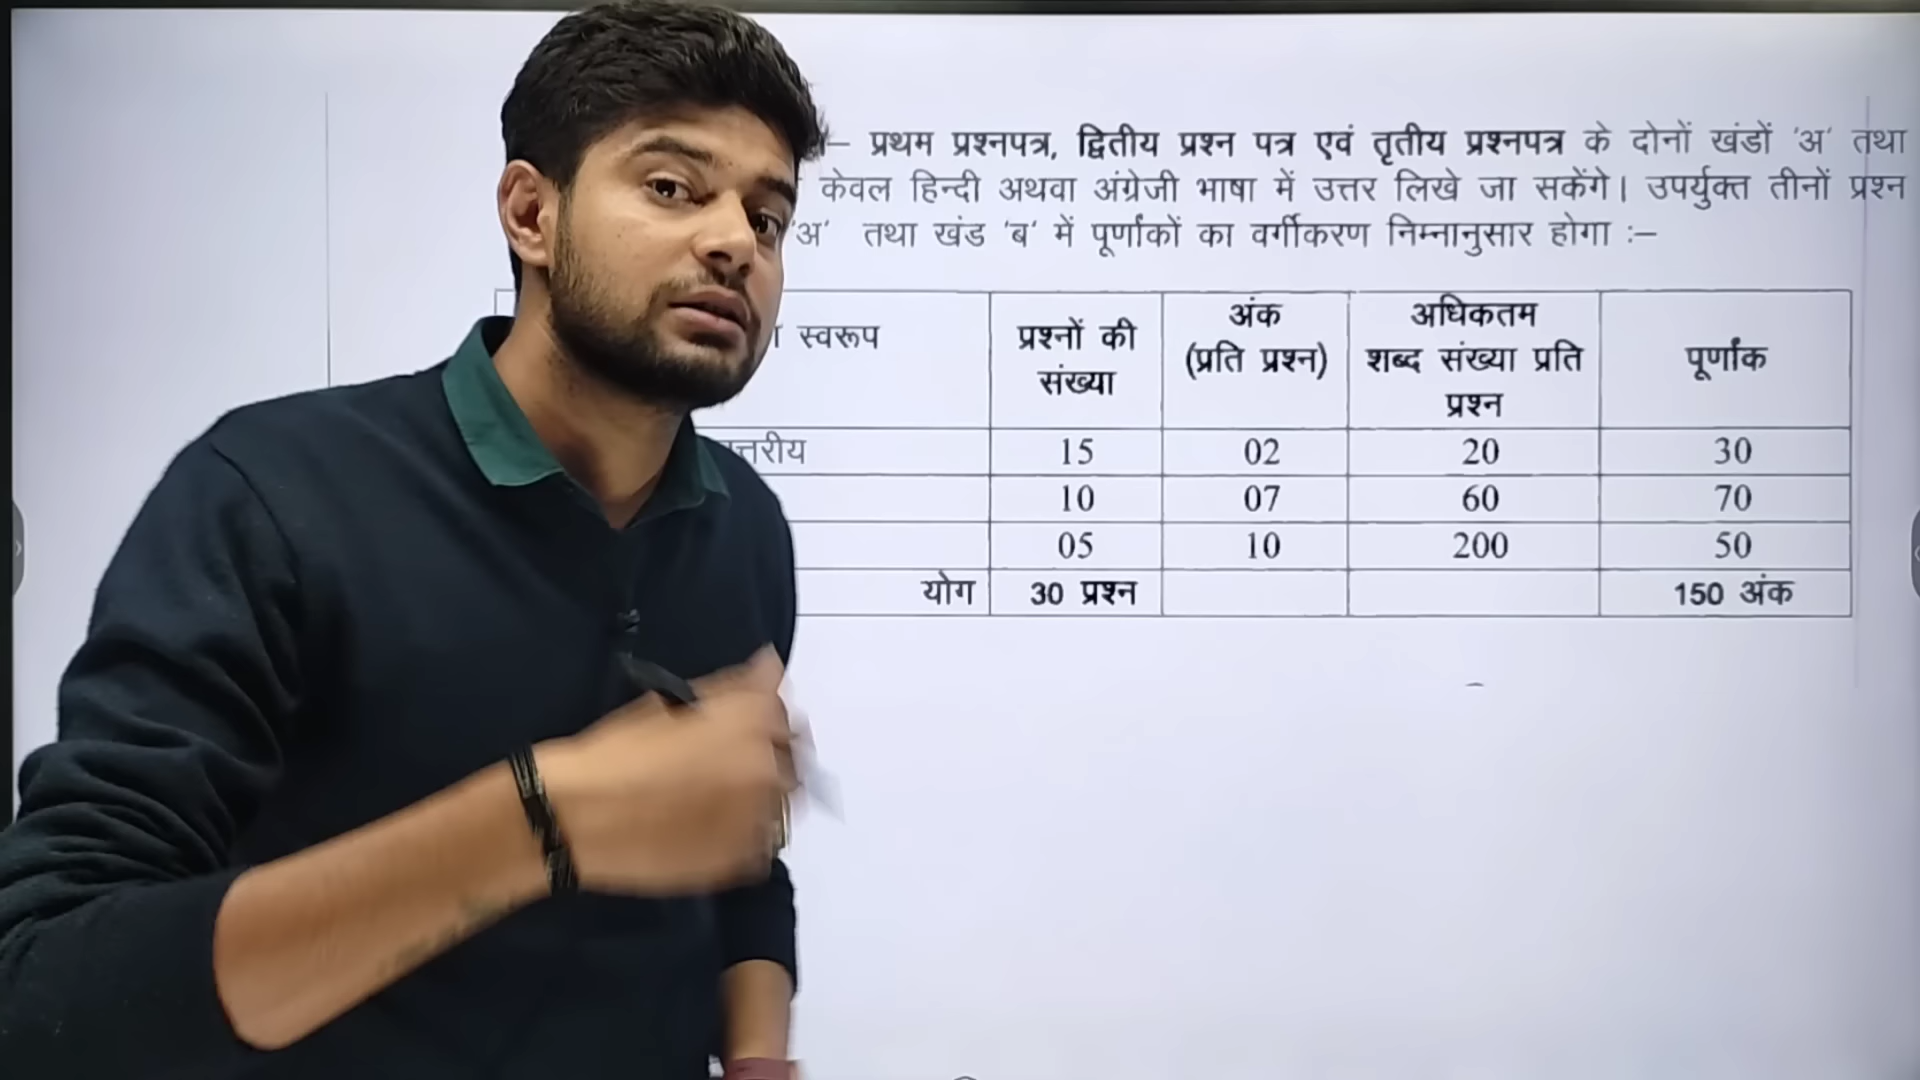 – प्रथम प्रश्नपत्र, द्वितीय प्रश्न पत्र एवं तृतीय प्रश्नपत्र के दोनों खंडों 'अ' तथा
केवल हिन्दी अथवा अंग्रेजी भाषा में उत्तर लिखे जा सकेंगे। उपर्युक्त तीनों प्रश्न
'अ' तथा खंड 'ब' में पूर्णांकों का वर्गीकरण निम्नानुसार होगा :–
स्वरूप प्रश्नों की संख्या अंक (प्रति प्रश्न) अधिकतम शब्द संख्या प्रति प्रश्न पूर्णांक
15 02 20 30
10 07 60 70
05 10 200 50
योग 30 प्रश्न 150 अंक